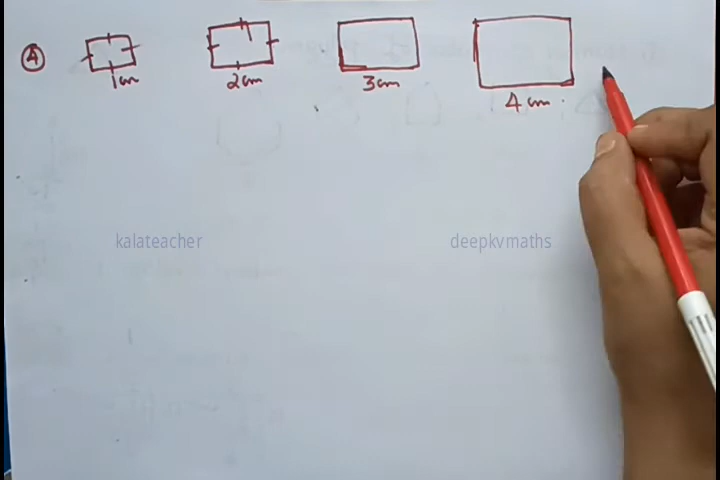 ④ 1cm 2cm 3cm 4cm.
kalateacher deepkvmaths